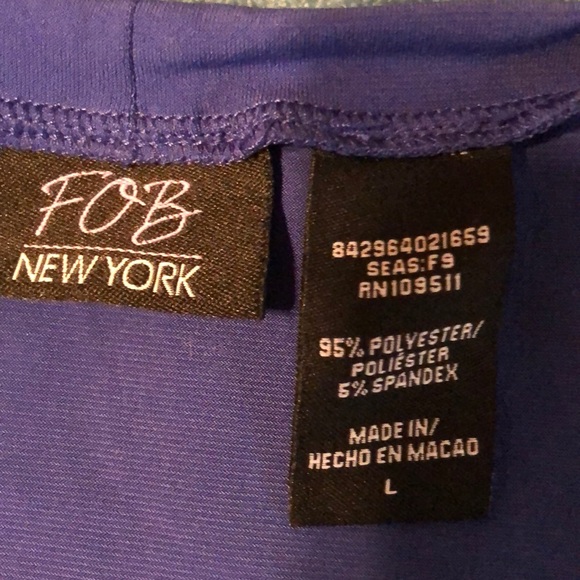 FOB
NEW YORK
842964021659
SEAS:F9
RN109511
95% POLYESTER/
POLIÉSTER
5% SPANDEX
MADE IN/
HECHO EN MACAO
L